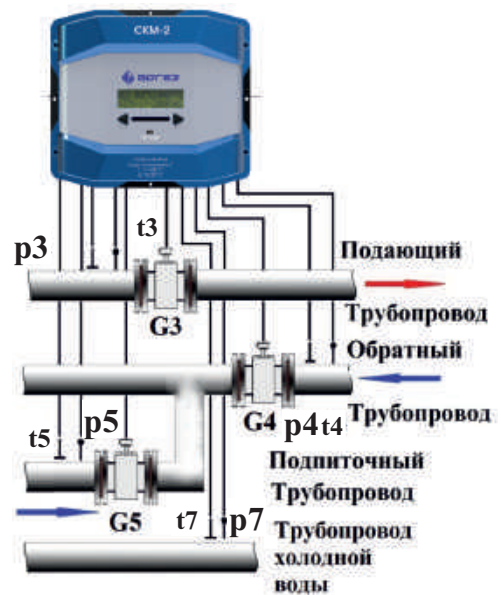 СКМ-2
ВОГЕЗ
p3
t3
Подающий
G3
Трубопровод
Обратный
G4
p4
t4
Трубопровод
t5
p5
Подпиточный
G5
t7
p7
Трубопровод
Трубопровод
холодной
воды